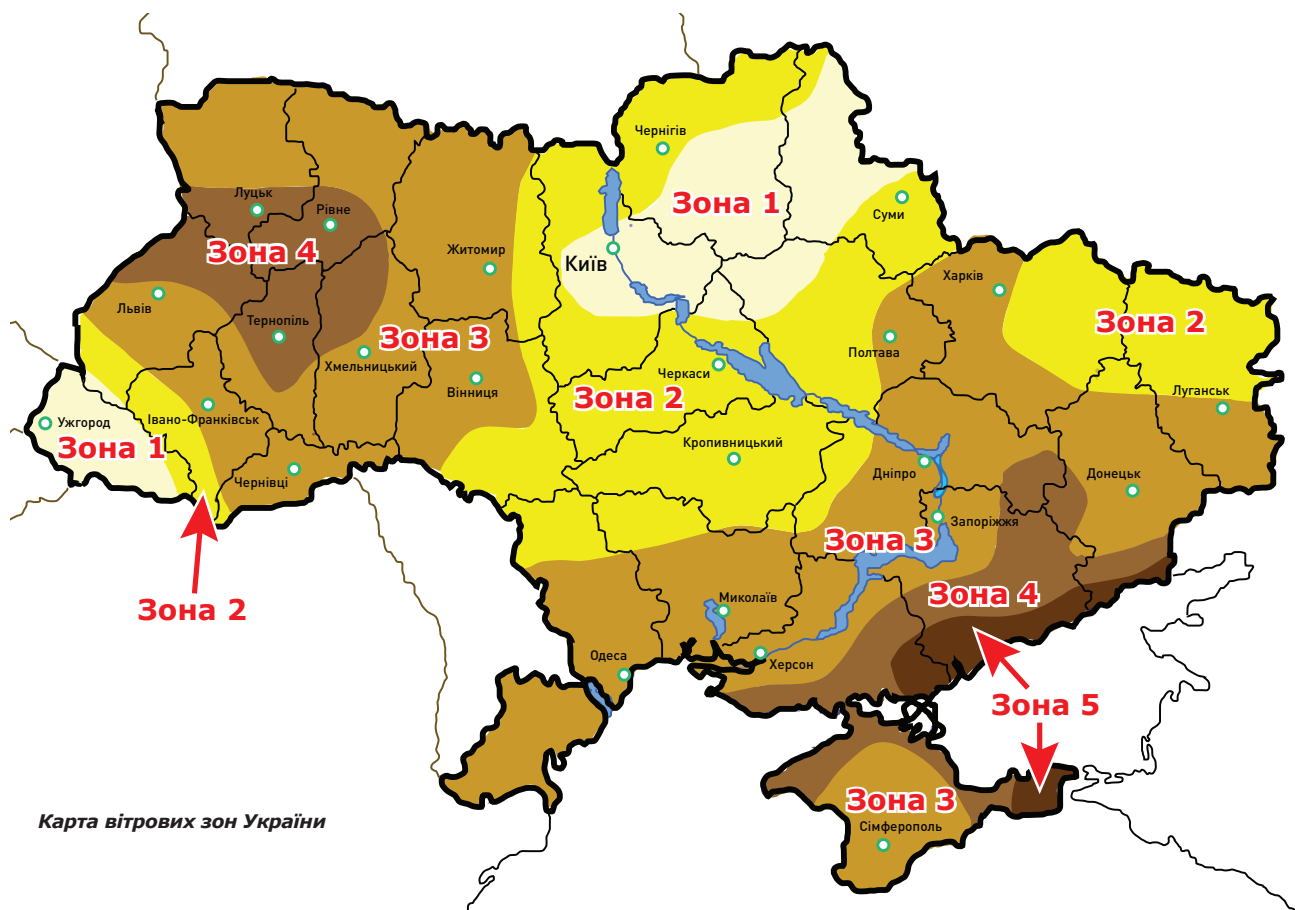 Чернігів
Луцьк
Рівне
Зона 1
Суми
Зона 4
Житомир
Київ
Харків
Львів
Тернопіль
Зона 3
Хмельницький
Зона 2
Полтава
Черкаси
Вінниця
Зона 2
Луганськ
Ужгород
Івано-Франківськ
Зона 1
Кропивницький
Чернівці
Дніпро
Донецьк
Запоріжжя
Зона 3
Зона 2
Миколаїв
Зона 4
Одеса
Херсон
Зона 5
Зона 3
Сімферополь
Карта вітрових зон України